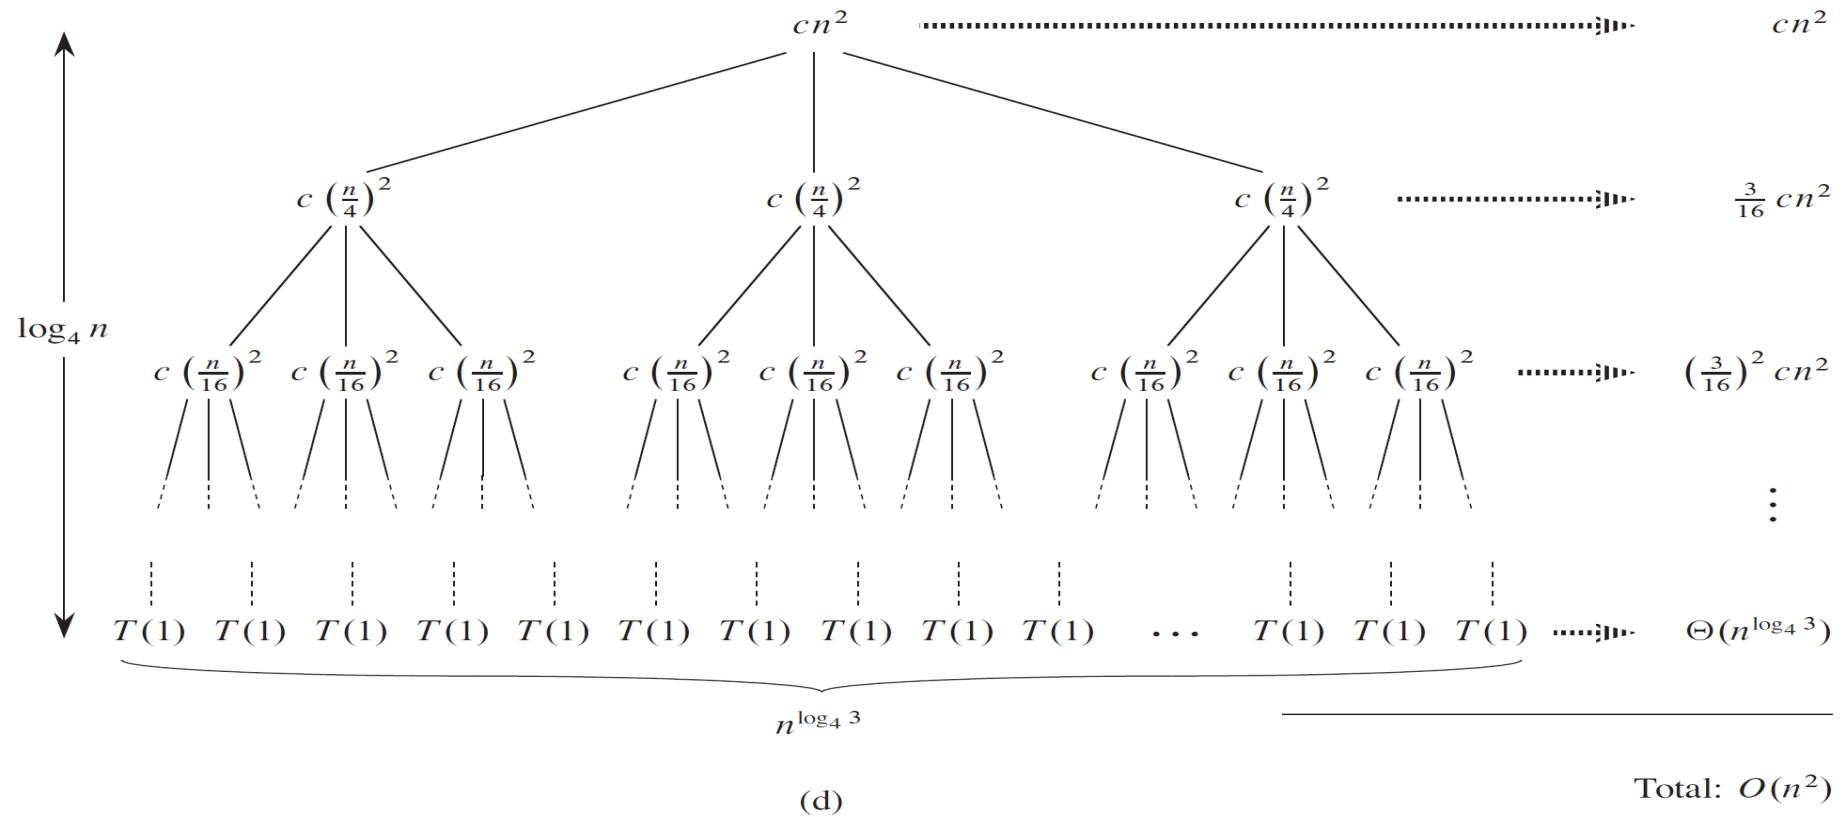 cn² cn²
c (n/4)² c (n/4)² c (n/4)² 3/16 cn²
log₄ n
c (n/16)² c (n/16)² c (n/16)² c (n/16)² c (n/16)² c (n/16)² c (n/16)² c (n/16)² c (n/16)² (3/16)² cn²
⋮
T(1) T(1) T(1) T(1) T(1) T(1) T(1) T(1) T(1) T(1) … T(1) T(1) T(1) Θ(n^{log₄ 3})
n^{log₄ 3}
(d)
Total: O(n²)